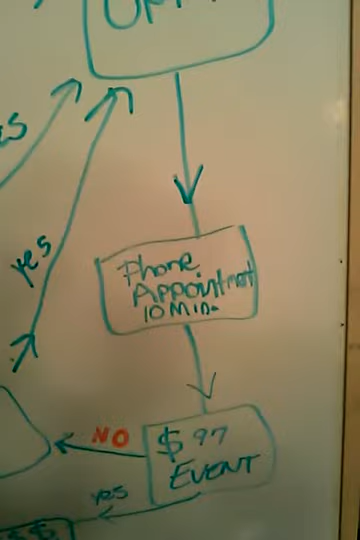 yes
Phone
Appointment
10 Min.
NO
$97
EVENT
yes
$$